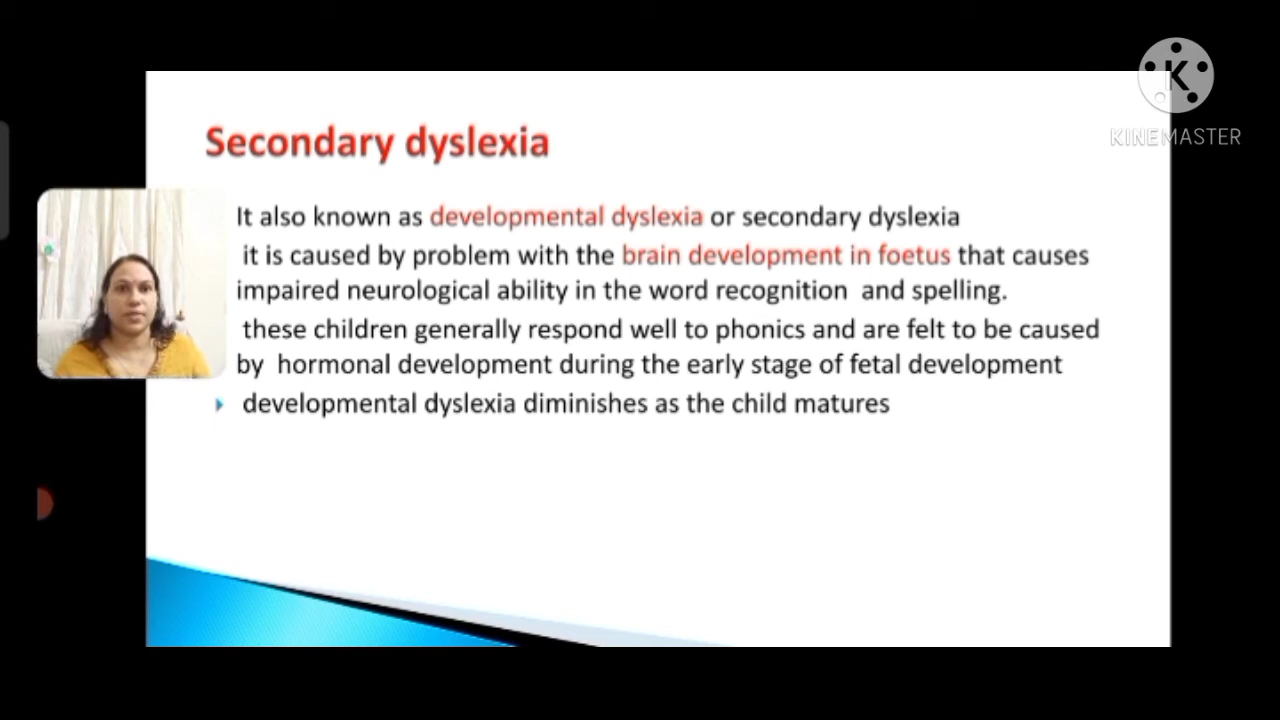 Secondary dyslexia
It also known as developmental dyslexia or secondary dyslexia
it is caused by problem with the brain development in foetus that causes
impaired neurological ability in the word recognition and spelling.
these children generally respond well to phonics and are felt to be caused
by hormonal development during the early stage of fetal development
developmental dyslexia diminishes as the child matures
K
KINEMASTER